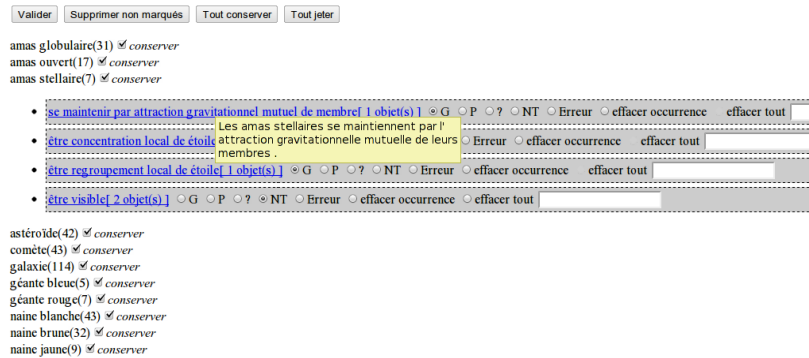 Valider Supprimer non marqués Tout conserver Tout jeter
amas globulaire(31) conserver
amas ouvert(17) conserver
amas stellaire(7) conserver
se maintenir par attraction gravitationnel mutuel de membre[ 1 objet(s) ] G P ? NT Erreur effacer occurrence effacer tout
Les amas stellaires se maintiennent par l'
attraction gravitationnelle mutuelle de leurs
membres .
être concentration local de étoile Erreur effacer occurrence effacer tout
être regroupement local de étoile[ 1 objet(s) ] G P ? NT Erreur effacer occurrence effacer tout
être visible[ 2 objet(s) ] G P ? NT Erreur effacer occurrence effacer tout
astéroïde(42) conserver
comète(43) conserver
galaxie(114) conserver
géante bleue(5) conserver
géante rouge(7) conserver
naine blanche(43) conserver
naine brune(32) conserver
naine jaune(9) conserver